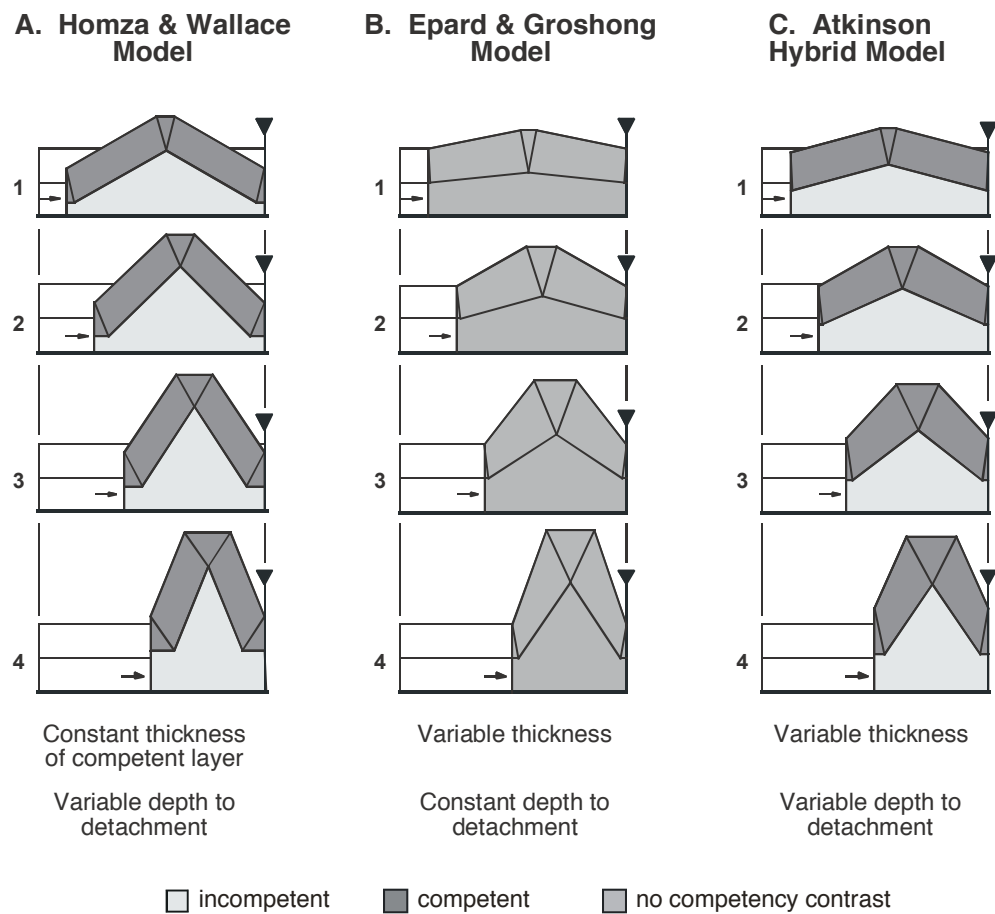 A. Homza & Wallace
Model
B. Epard & Groshong
Model
C. Atkinson
Hybrid Model
1
1
1
2
2
2
3
3
3
4
4
4
Constant thickness
of competent layer
Variable thickness
Variable thickness
Variable depth to
detachment
Constant depth to
detachment
Variable depth to
detachment
incompetent
competent
no competency contrast